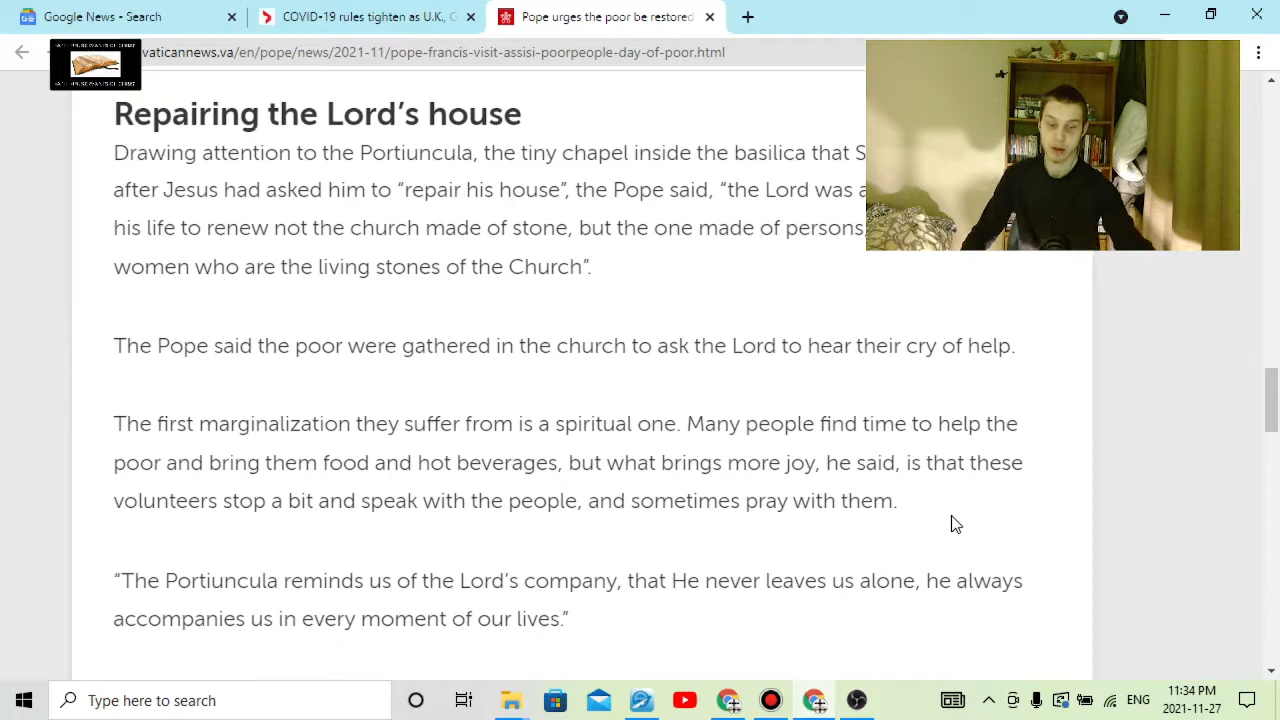 Google News - Search
COVID-19 rules tighten as U.K.,
Pope urges the poor be restored
/en/pope/news/2021-11/pope-francis-visit-assisi-poorpeople-day-of-poor.html
Repairing the Lord’s house
Drawing attention to the Portiuncula, the tiny chapel inside the basilica that
after Jesus had asked him to “repair his house”, the Pope said, “the Lord was
his life to renew not the church made of stone, but the one made of persons,
women who are the living stones of the Church”.
The Pope said the poor were gathered in the church to ask the Lord to hear their cry of help.
The first marginalization they suffer from is a spiritual one. Many people find time to help the
poor and bring them food and hot beverages, but what brings more joy, he said, is that these
volunteers stop a bit and speak with the people, and sometimes pray with them.
“The Portiuncula reminds us of the Lord’s company, that He never leaves us alone, he always
accompanies us in every moment of our lives.”
Type here to search
ENG
11:34 PM
2021-11-27